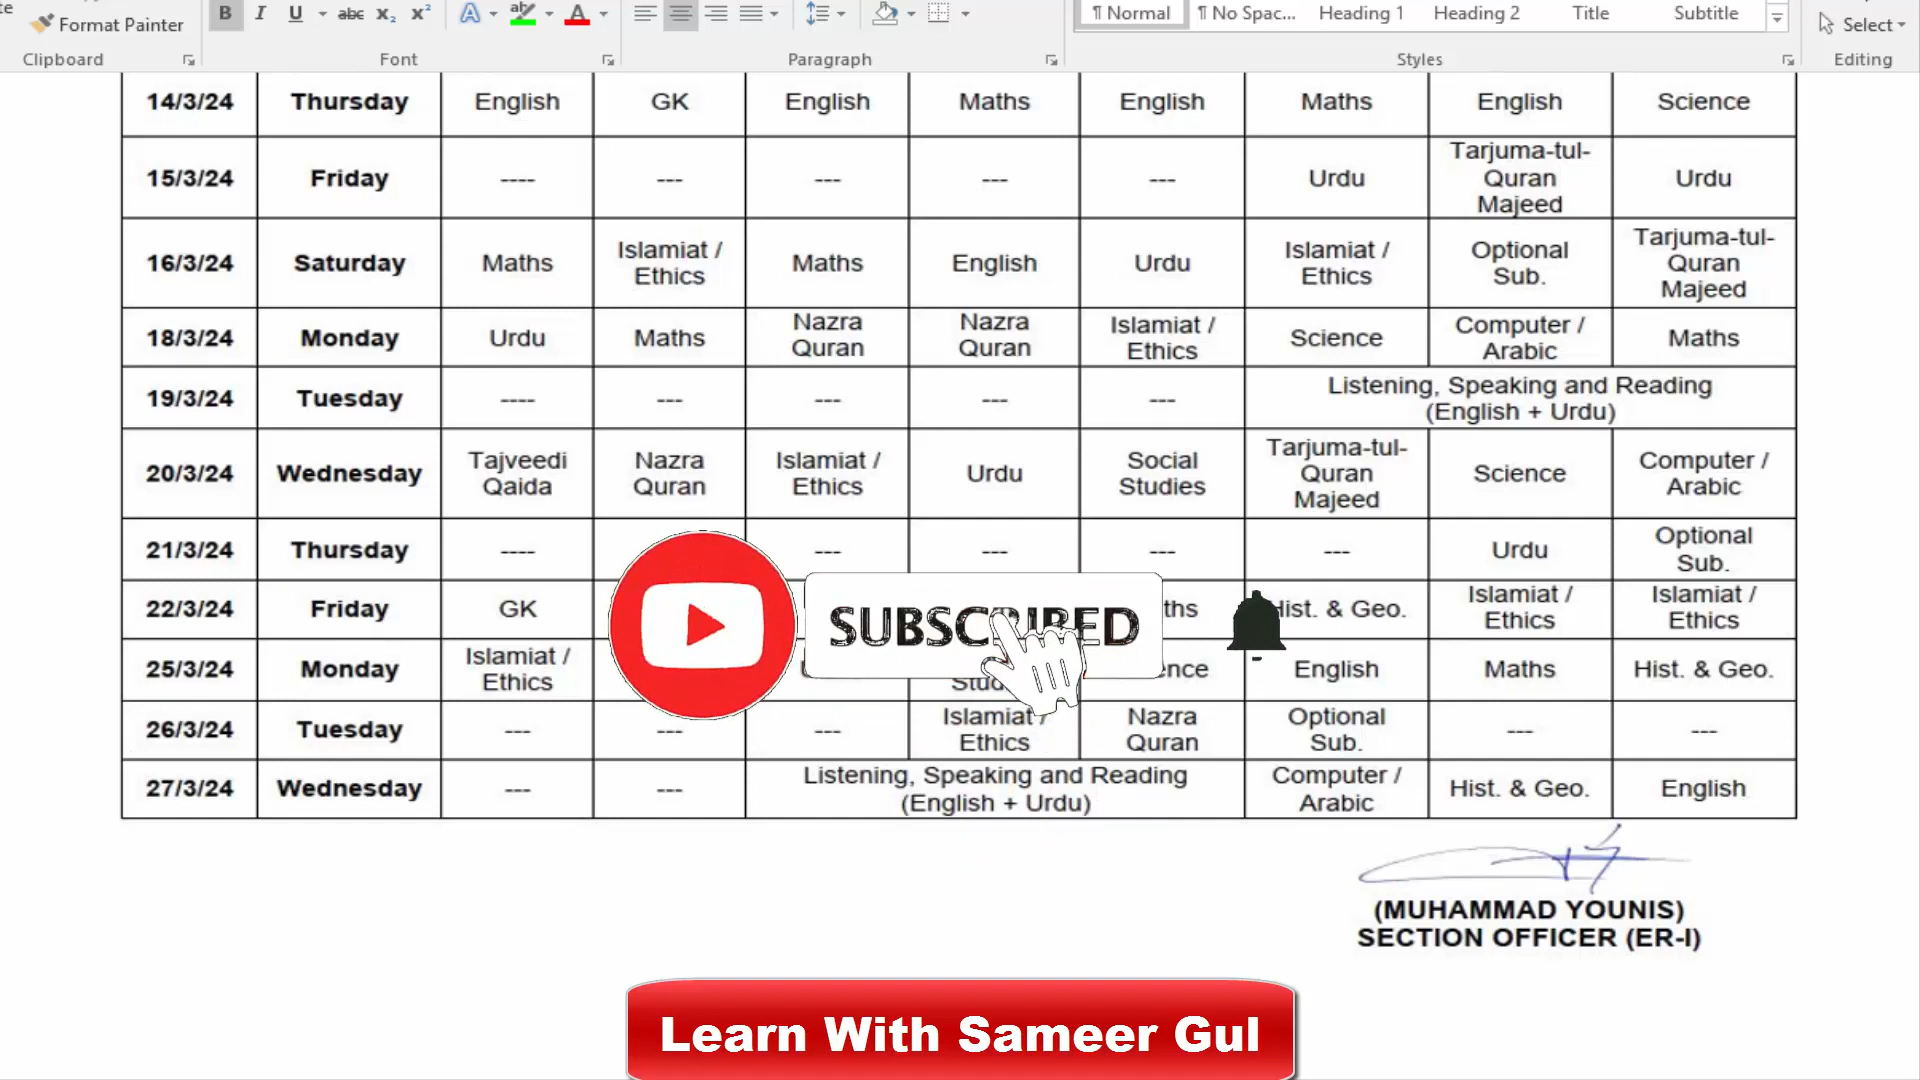 Format Painter
B I U abc X₂ X² A aby A
¶ Normal ¶ No Spac... Heading 1 Heading 2 Title Subtitle
Select
Clipboard Font Paragraph Styles Editing
14/3/24 Thursday English GK English Maths English Maths English Science
15/3/24 Friday ---- --- --- --- --- Urdu Tarjuma-tul-Quran Majeed Urdu
16/3/24 Saturday Maths Islamiat / Ethics Maths English Urdu Islamiat / Ethics Optional Sub. Tarjuma-tul-Quran Majeed
18/3/24 Monday Urdu Maths Nazra Quran Nazra Quran Islamiat / Ethics Science Computer / Arabic Maths
19/3/24 Tuesday ---- --- --- --- --- Listening, Speaking and Reading (English + Urdu)
20/3/24 Wednesday Tajveedi Qaida Nazra Quran Islamiat / Ethics Urdu Social Studies Tarjuma-tul-Quran Majeed Science Computer / Arabic
21/3/24 Thursday ---- --- --- --- --- Urdu Optional Sub.
22/3/24 Friday GK Hist. & Geo. Islamiat / Ethics Islamiat / Ethics
SUBSCRIBED
25/3/24 Monday Islamiat / Ethics English Maths Hist. & Geo.
26/3/24 Tuesday --- --- --- Islamiat / Ethics Nazra Quran Optional Sub. --- ---
27/3/24 Wednesday --- --- Listening, Speaking and Reading (English + Urdu) Computer / Arabic Hist. & Geo. English
(MUHAMMAD YOUNIS)
SECTION OFFICER (ER-I)
Learn With Sameer Gul